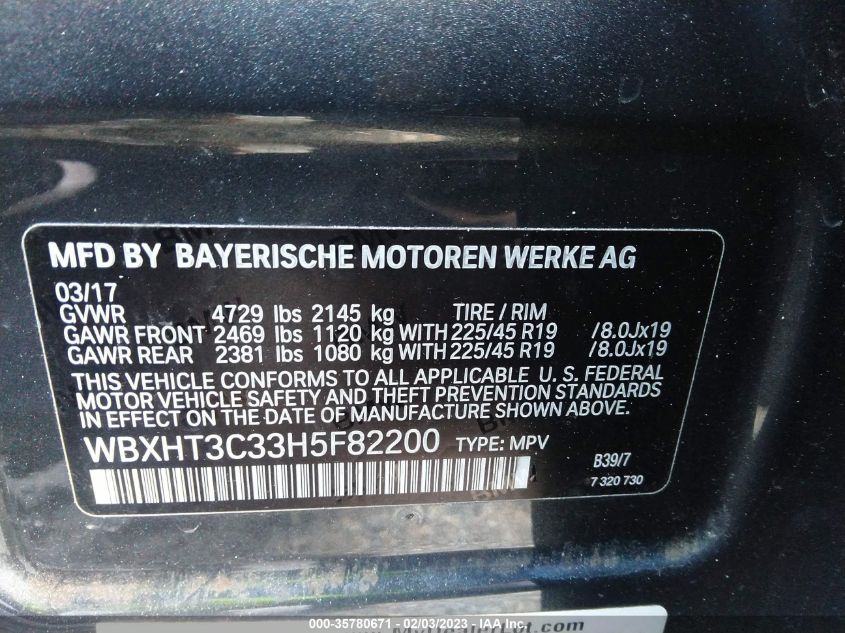 MFD BY BAYERISCHE MOTOREN WERKE AG
03/17
GVWR 4729 lbs 2145 kg TIRE / RIM
GAWR FRONT 2469 lbs 1120 kg WITH 225/45 R19 /8.0Jx19
GAWR REAR 2381 lbs 1080 kg WITH 225/45 R19 /8.0Jx19
THIS VEHICLE CONFORMS TO ALL APPLICABLE U. S. FEDERAL
MOTOR VEHICLE SAFETY AND THEFT PREVENTION STANDARDS
IN EFFECT ON THE DATE OF MANUFACTURE SHOWN ABOVE.
WBXHT3C33H5F82200 TYPE: MPV
B39/7
7 320 730
000-35780671 - 02/03/2023 - IAA Inc.